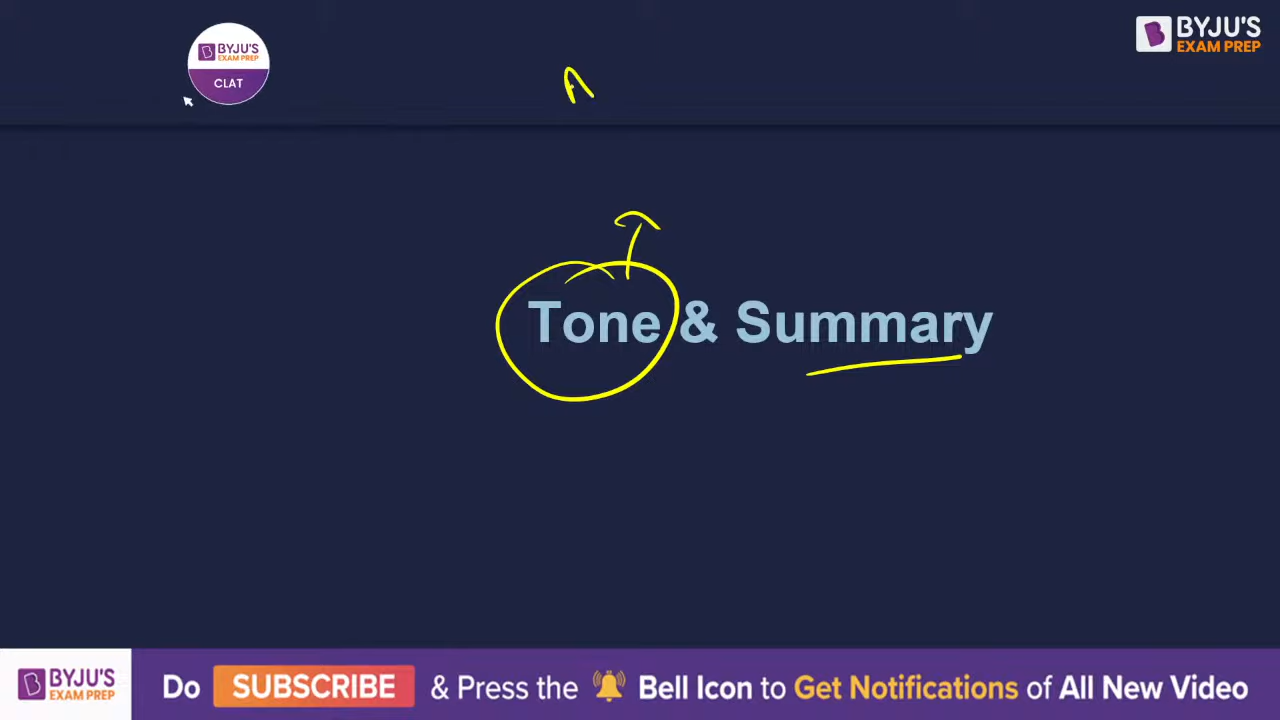 BYJU'S
EXAM PREP
CLAT
BYJU'S
EXAM PREP
A
Tone & Summary
BYJU'S
EXAM PREP
Do SUBSCRIBE & Press the Bell Icon to Get Notifications of All New Video